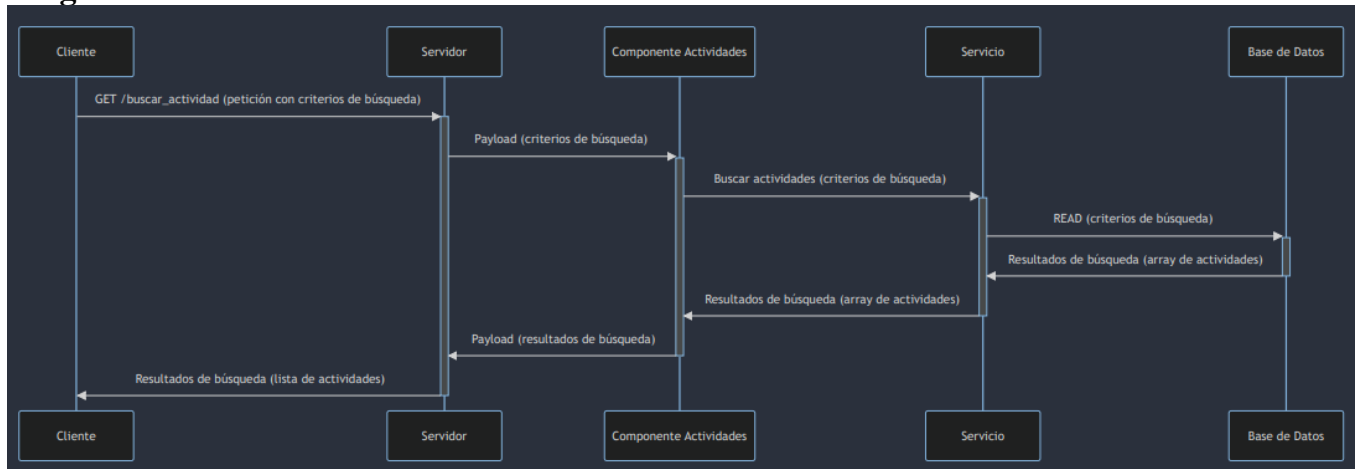 Cliente
Servidor
Componente Actividades
Servicio
Base de Datos
GET /buscar_actividad (petición con criterios de búsqueda)
Payload (criterios de búsqueda)
Buscar actividades (criterios de búsqueda)
READ (criterios de búsqueda)
Resultados de búsqueda (array de actividades)
Resultados de búsqueda (array de actividades)
Payload (resultados de búsqueda)
Resultados de búsqueda (lista de actividades)
Cliente
Servidor
Componente Actividades
Servicio
Base de Datos